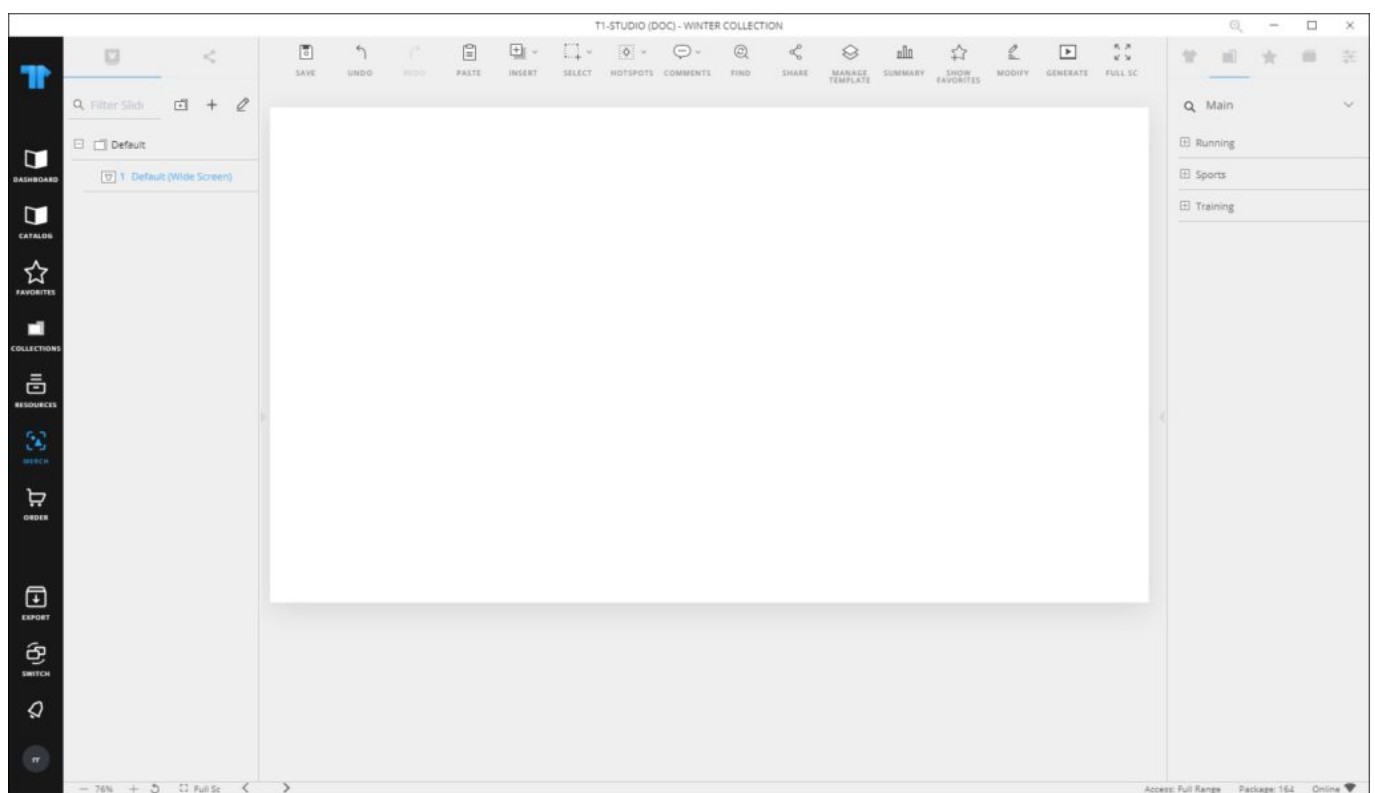 T1-STUDIO (DOC) - WINTER COLLECTION
SAVE UNDO REDO PASTE INSERT SELECT HOTSPOTS COMMENTS FIND SHARE MANAGE TEMPLATE SUMMARY SHOW FAVORITES MODIFY GENERATE FULL SC
Filter Slid
Main
Default
Running
1 Default (Wide Screen)
Sports
Training
DASHBOARD
CATALOG
FAVORITES
COLLECTIONS
RESOURCES
MERCH
ORDER
EXPORT
SWITCH
76% Full Sc
Access: Full Range Package: 164 Online